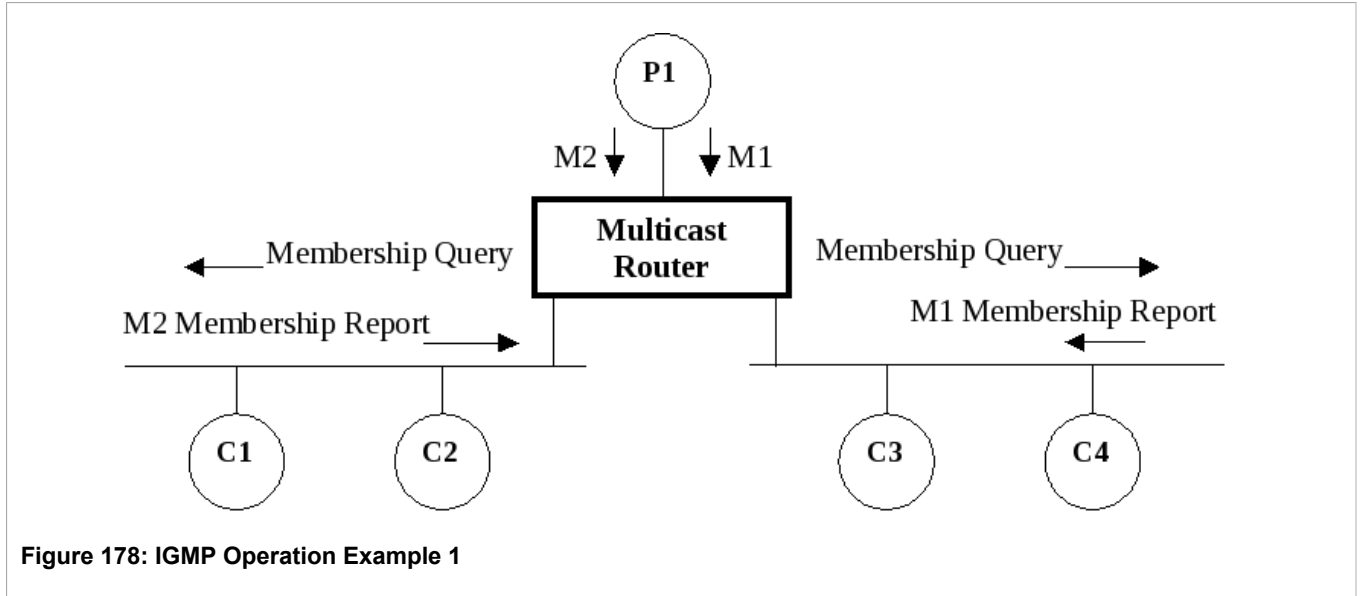 P1
M2
M1
Multicast
Router
Membership Query
Membership Query
M2 Membership Report
M1 Membership Report
C1
C2
C3
C4
Figure 178: IGMP Operation Example 1